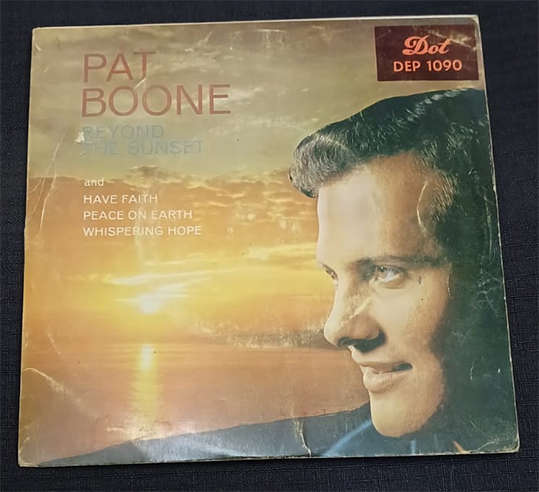 Dot
DEP 1090
PAT
BOONE
BEYOND
THE SUNSET
and
HAVE FAITH
PEACE ON EARTH
WHISPERING HOPE